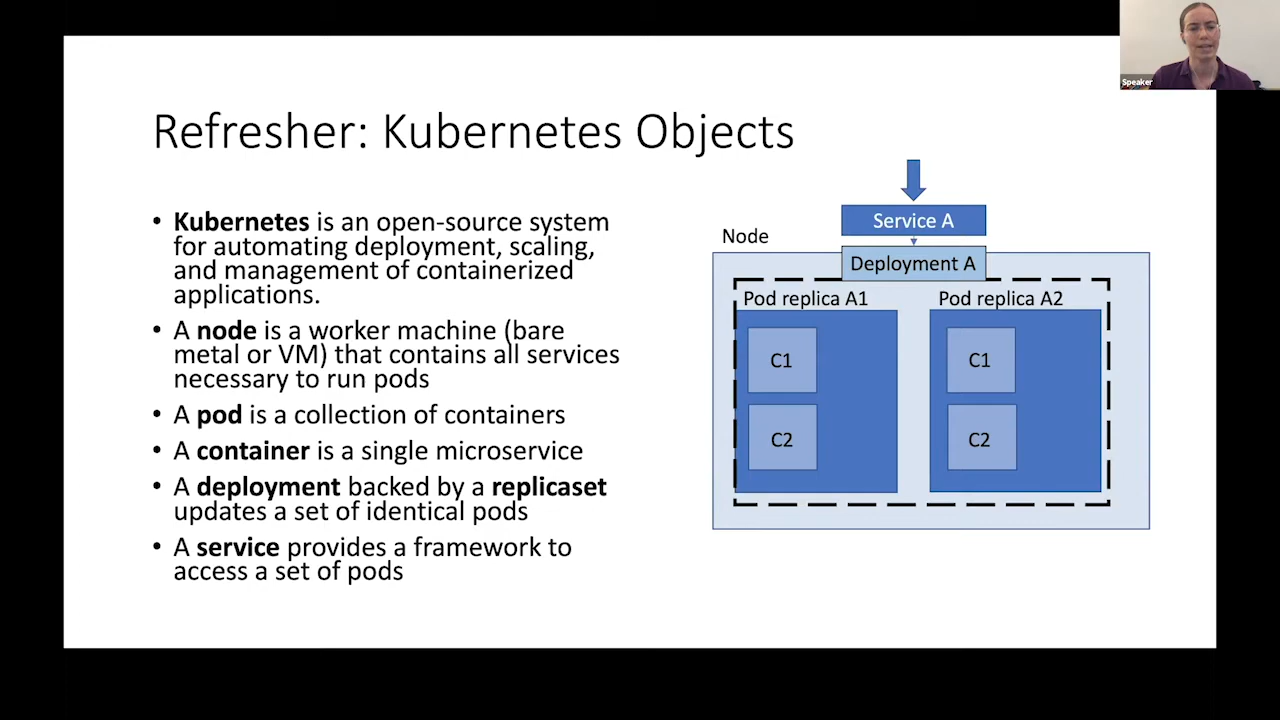 Speaker
Refresher: Kubernetes Objects
• Kubernetes is an open-source system
for automating deployment, scaling,
and management of containerized
applications.
• A node is a worker machine (bare
metal or VM) that contains all services
necessary to run pods
• A pod is a collection of containers
• A container is a single microservice
• A deployment backed by a replicaset
updates a set of identical pods
• A service provides a framework to
access a set of pods
Service A
Node
Deployment A
Pod replica A1
Pod replica A2
C1
C2
C1
C2